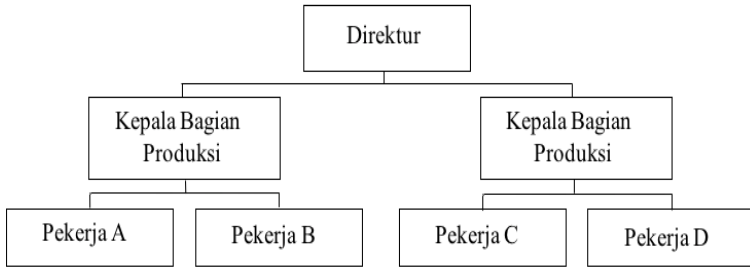 Direktur
Kepala Bagian
Produksi
Kepala Bagian
Produksi
Pekerja A
Pekerja B
Pekerja C
Pekerja D